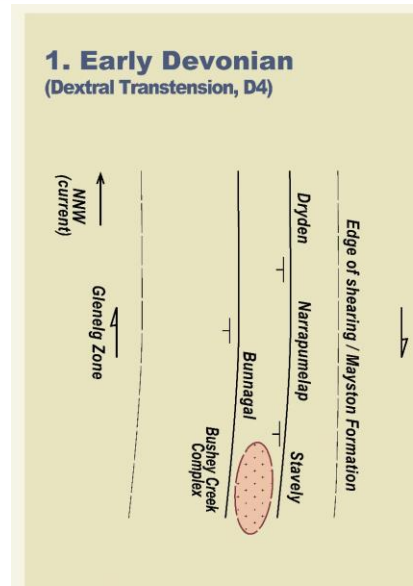 1. Early Devonian
(Dextral Transtension, D4)
NNW
(current)
Glenelg Zone
Bunnagal
Bushey Creek
Complex
Dryden
Narrapumelap
Stavely
Edge of shearing / Mayston Formation